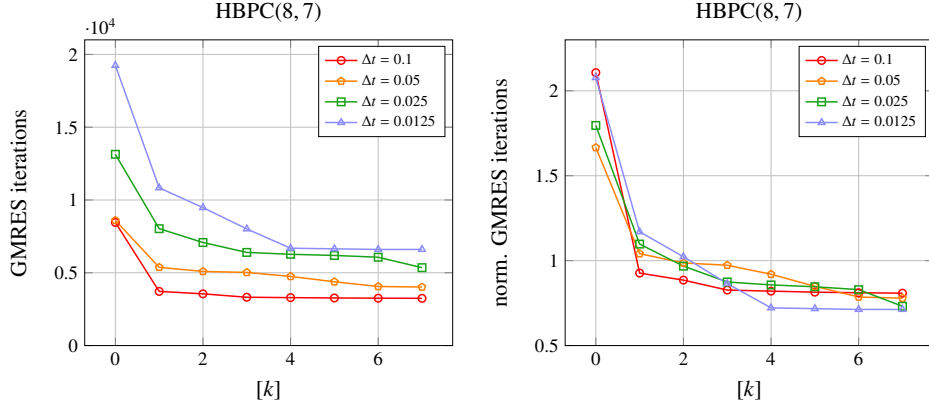 HBPC(8, 7)
·10⁴
GMRES iterations
2
1.5
1
0.5
0
0 2 4 6
[k]
Δt = 0.1
Δt = 0.05
Δt = 0.025
Δt = 0.0125
HBPC(8, 7)
norm. GMRES iterations
2
1.5
1
0.5
0 2 4 6
[k]
Δt = 0.1
Δt = 0.05
Δt = 0.025
Δt = 0.0125